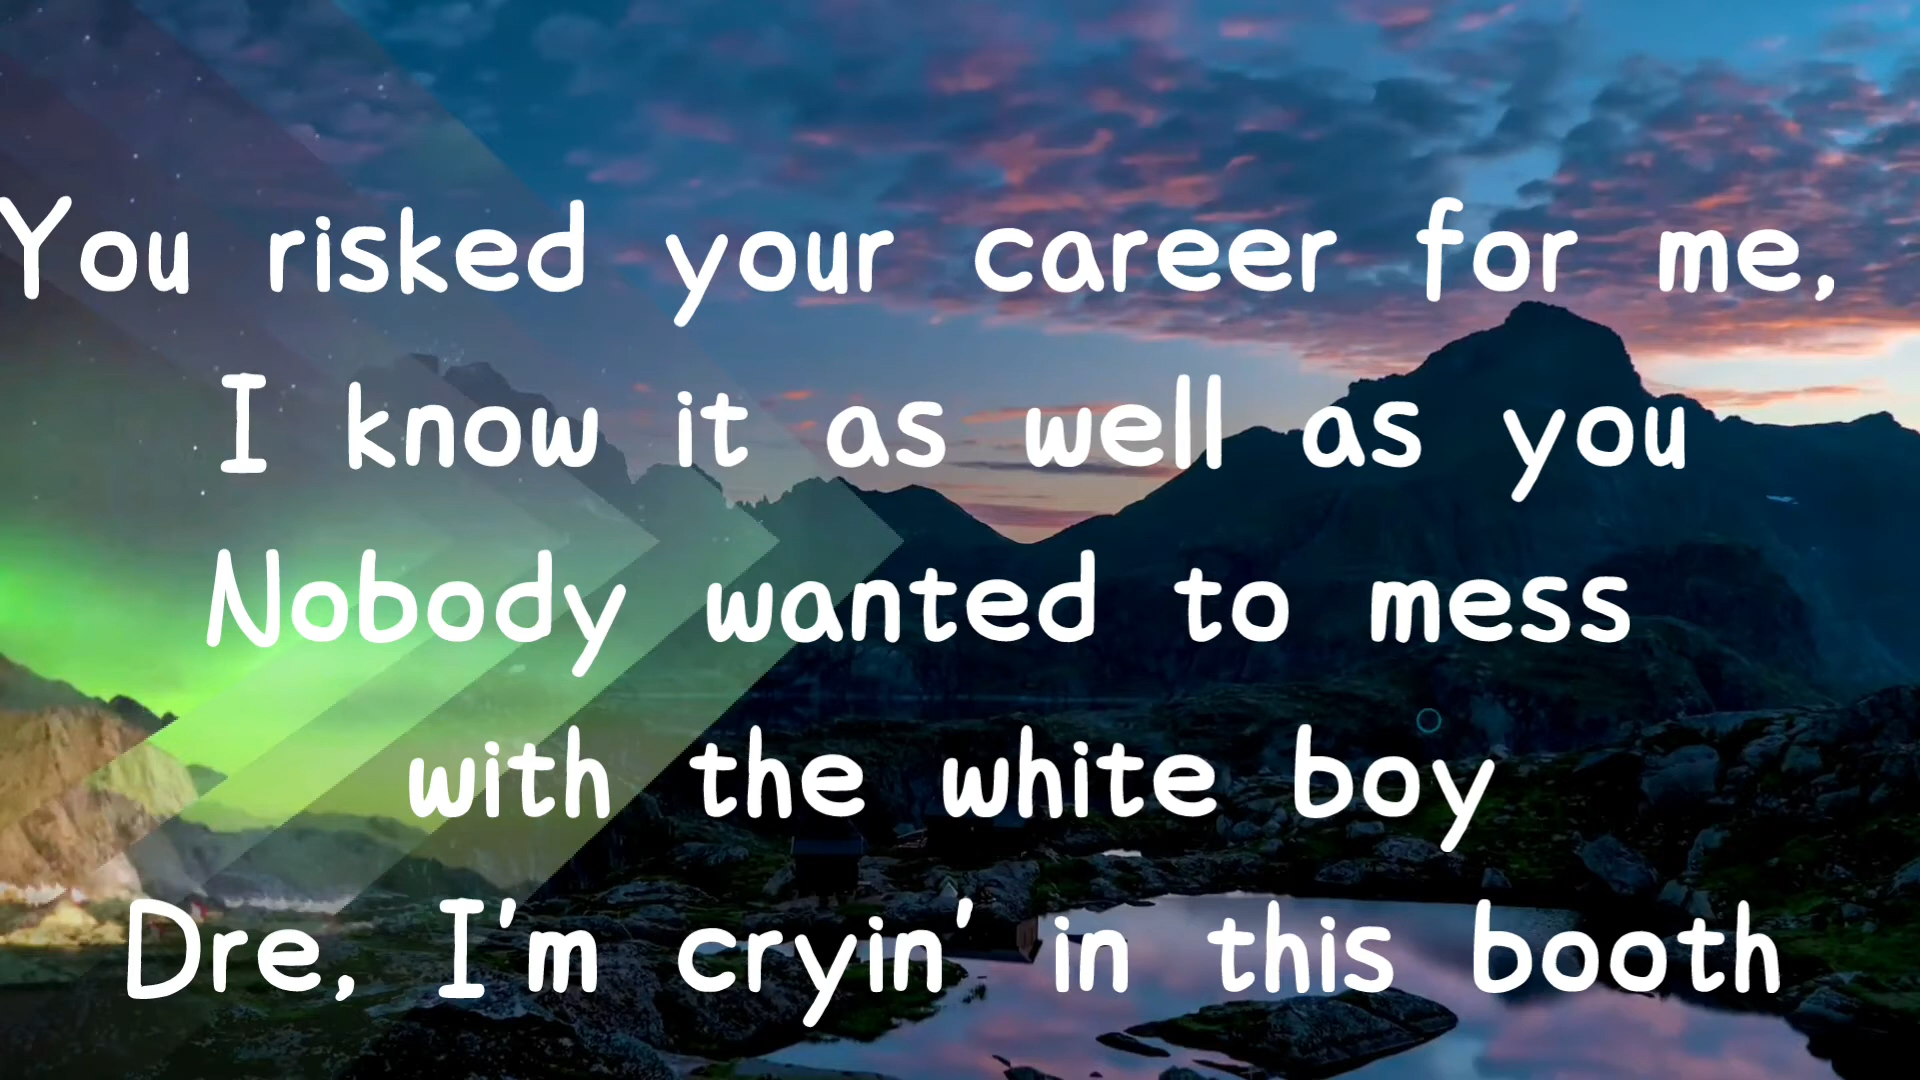 You risked your career for me,
I know it as well as you
Nobody wanted to mess
with the white boy
Dre, I'm cryin' in this booth